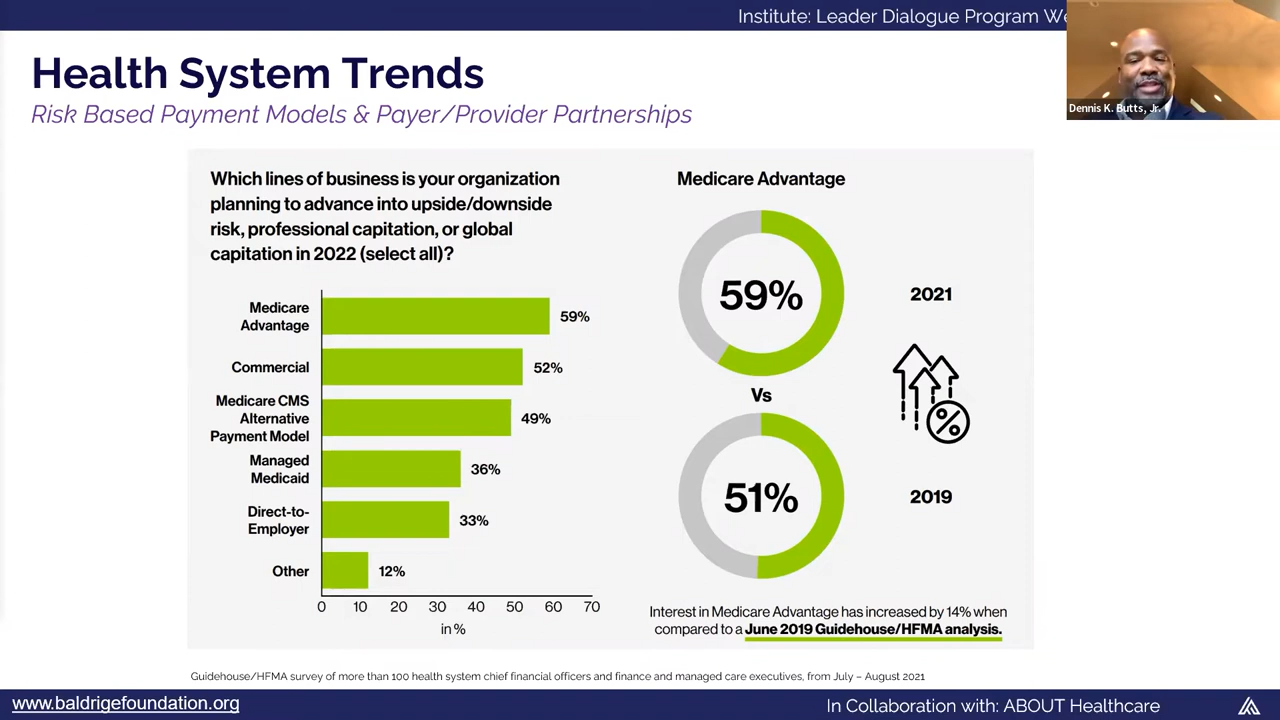 Institute: Leader Dialogue Program We
Dennis K. Butts, Jr.
Health System Trends
Risk Based Payment Models & Payer/Provider Partnerships
Which lines of business is your organization
planning to advance into upside/downside
risk, professional capitation, or global
capitation in 2022 (select all)?
Medicare
Advantage
59%
Commercial
52%
Medicare CMS
Alternative
Payment Model
49%
Managed
Medicaid
36%
Direct-to-
Employer
33%
Other
12%
0 10 20 30 40 50 60 70
in %
Medicare Advantage
59%
2021
Vs
%
51%
2019
Interest in Medicare Advantage has increased by 14% when
compared to a June 2019 Guidehouse/HFMA analysis.
Guidehouse/HFMA survey of more than 100 health system chief financial officers and finance and managed care executives, from July – August 2021
www.baldrigefoundation.org
In Collaboration with: ABOUT Healthcare